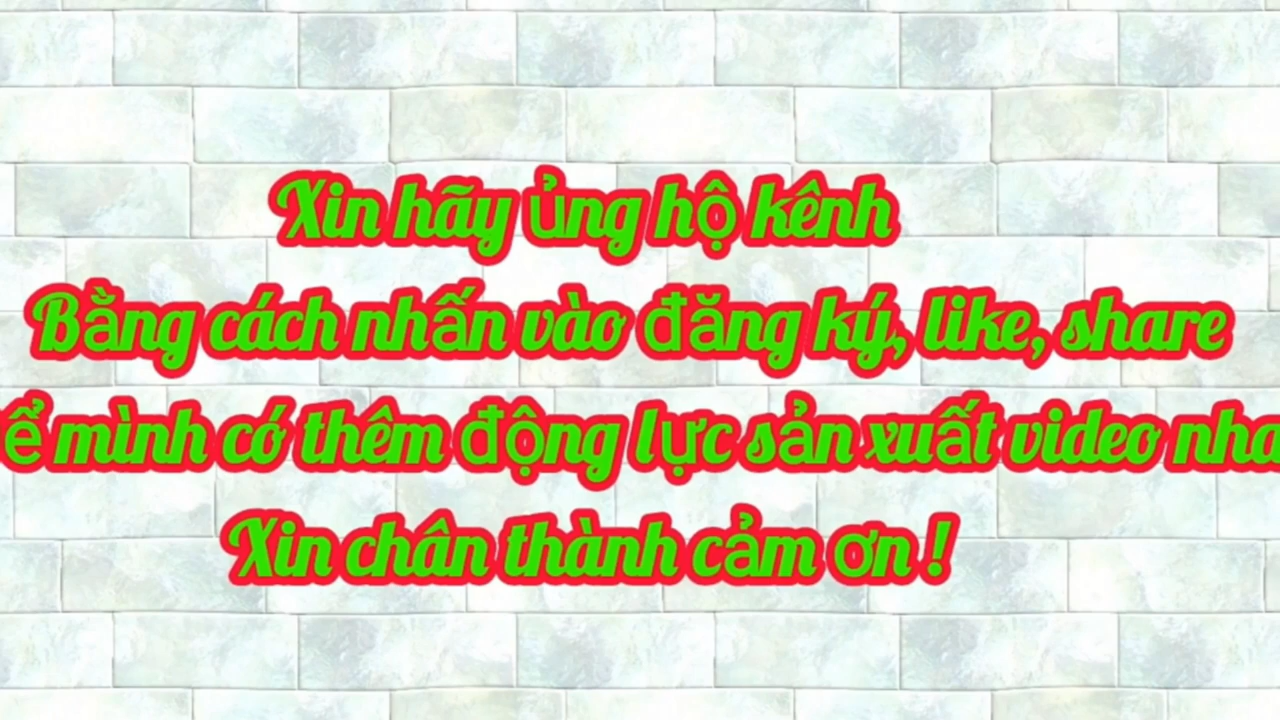 Xin hãy ủng hộ kênh
Bằng cách nhấn vào đăng ký, like, share
ể mình có thêm động lực sản xuất video nha
Xin chân thành cảm ơn !